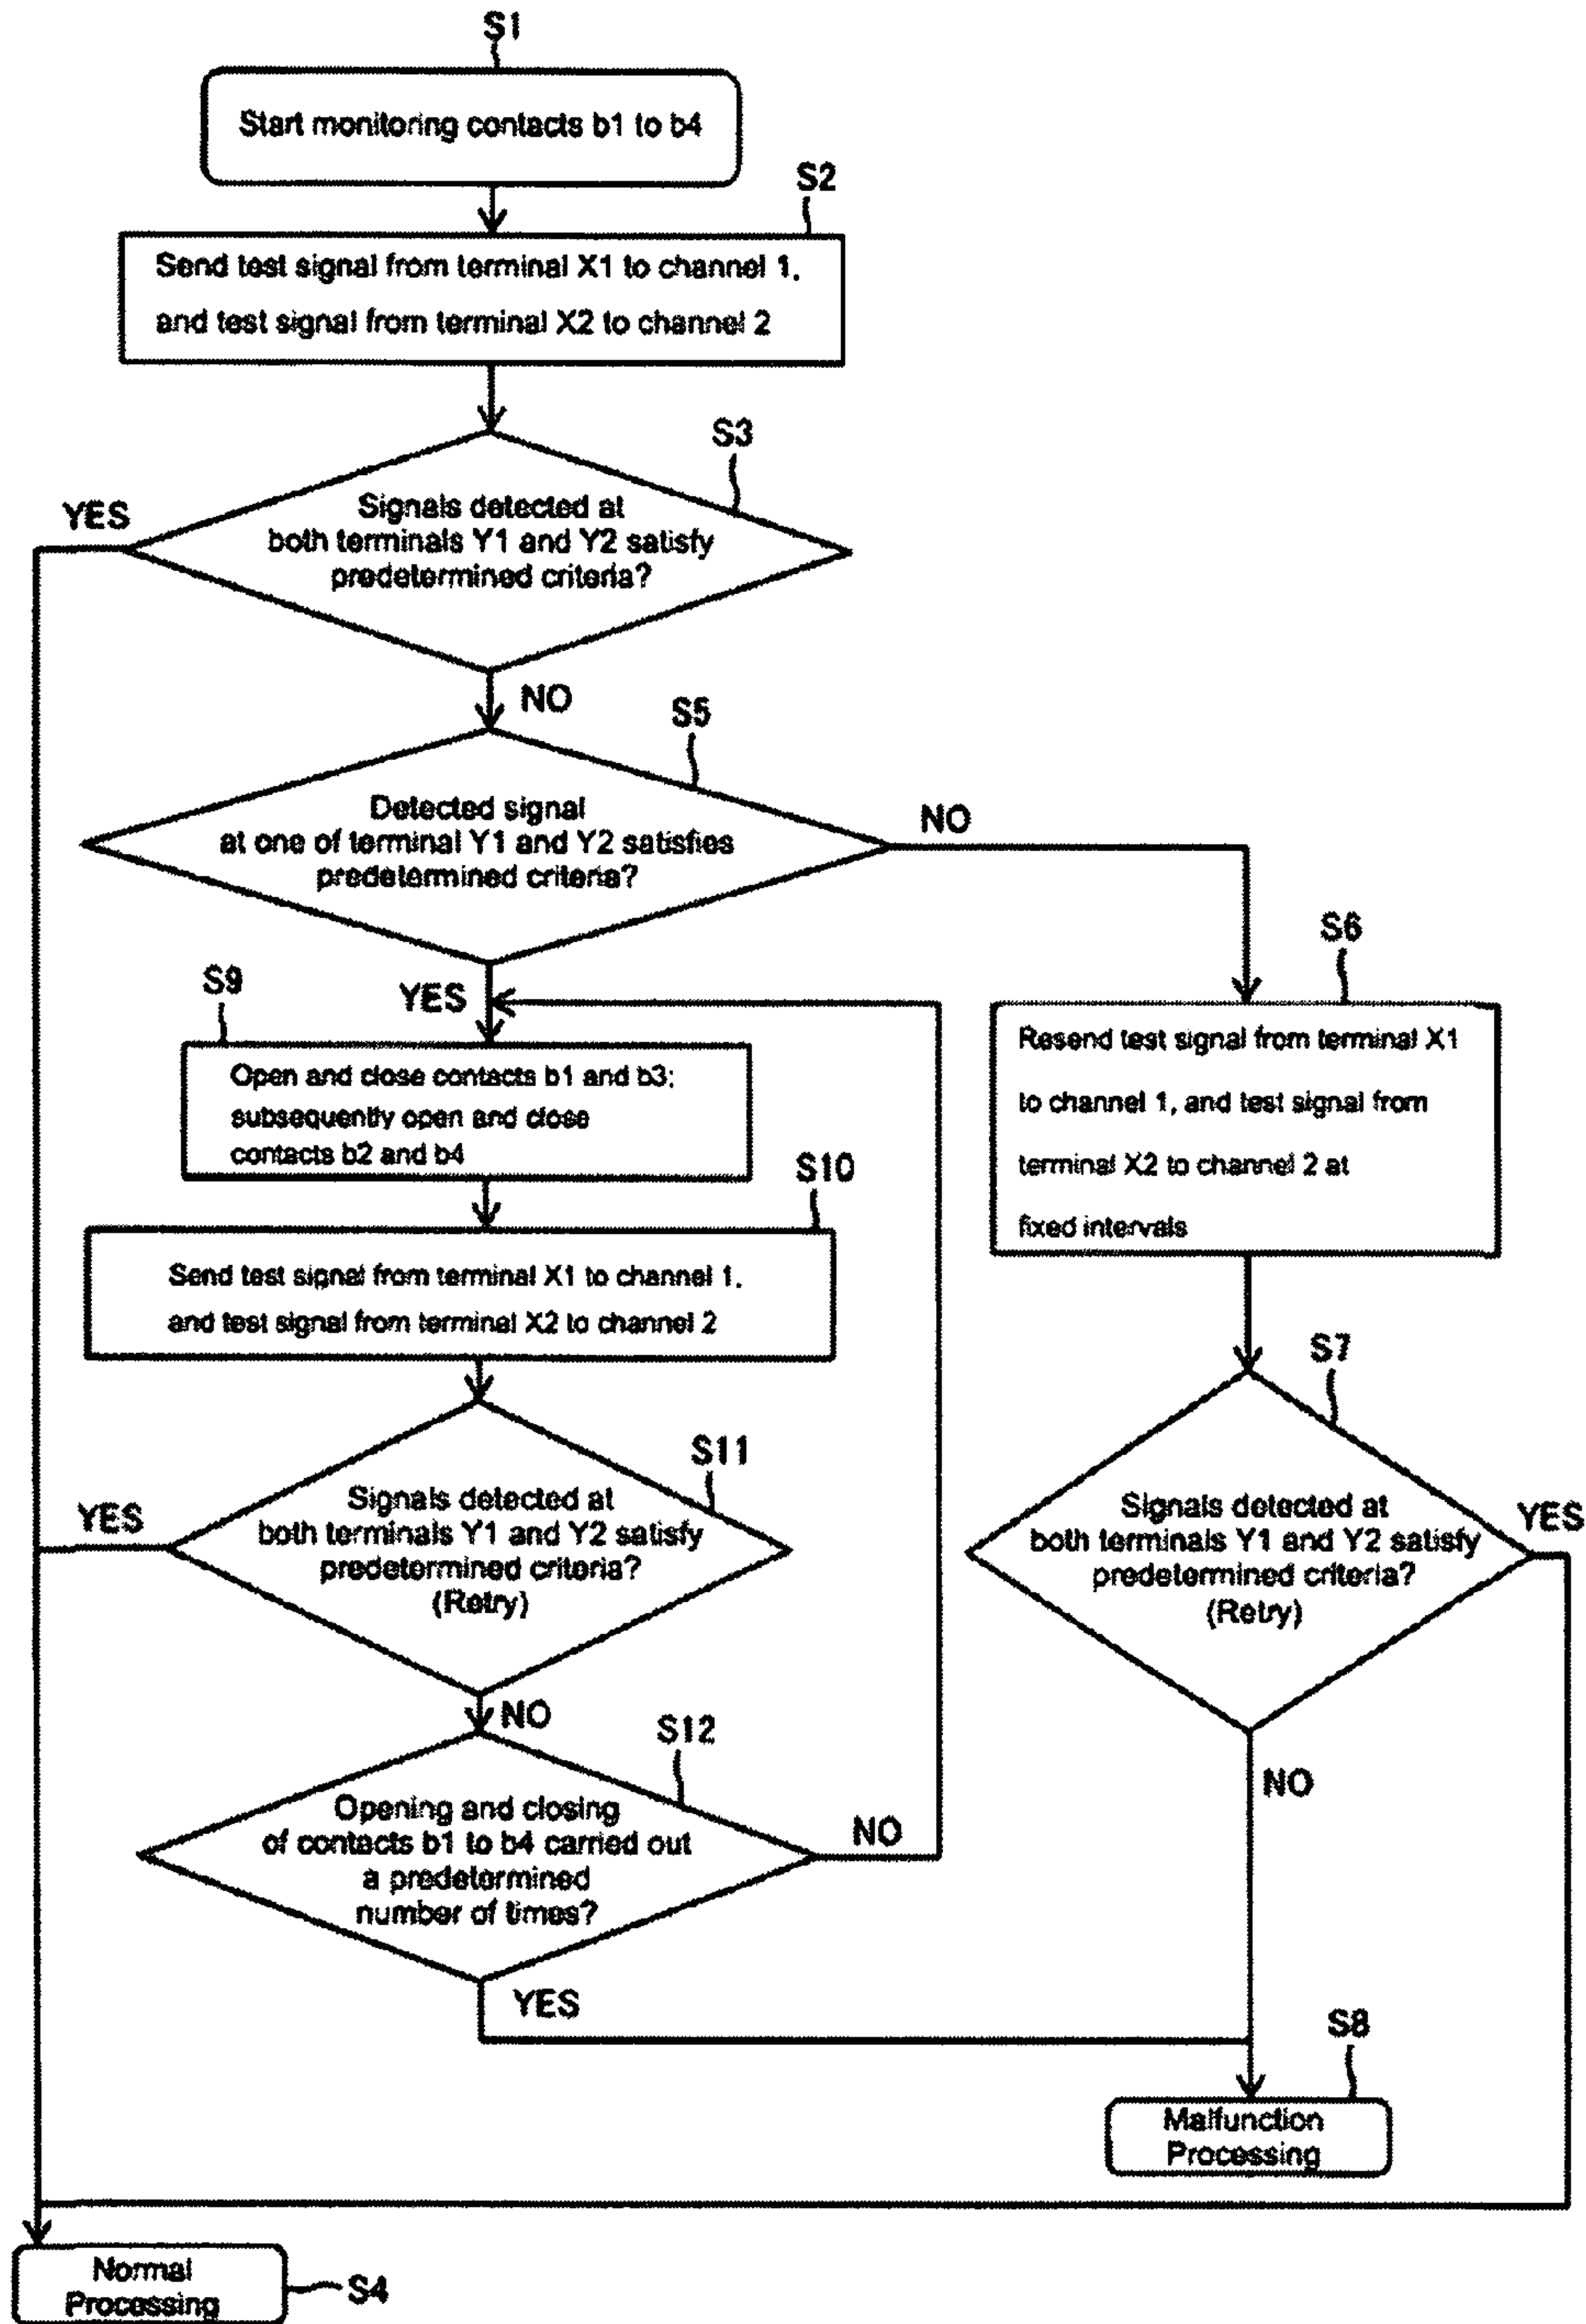 S1
Start monitoring contacts b1 to b4
S2
Send test signal from terminal X1 to channel 1,
and test signal from terminal X2 to channel 2
S3
Signals detected at
both terminals Y1 and Y2 satisfy
predetermined criteria?
YES
NO
S5
Detected signal
at one of terminal Y1 and Y2 satisfies
predetermined criteria?
NO
YES
S6
Resend test signal from terminal X1
to channel 1, and test signal from
terminal X2 to channel 2 at
fixed intervals
S9
Open and close contacts b1 and b3;
subsequently open and close
contacts b2 and b4
S10
Send test signal from terminal X1 to channel 1,
and test signal from terminal X2 to channel 2
S7
Signals detected at
both terminals Y1 and Y2 satisfy
predetermined criteria?
(Retry)
YES
NO
S11
Signals detected at
both terminals Y1 and Y2 satisfy
predetermined criteria?
(Retry)
YES
NO
S12
Opening and closing
of contacts b1 to b4 carried out
a predetermined
number of times?
NO
YES
S8
Malfunction
Processing
Normal
Processing
S4